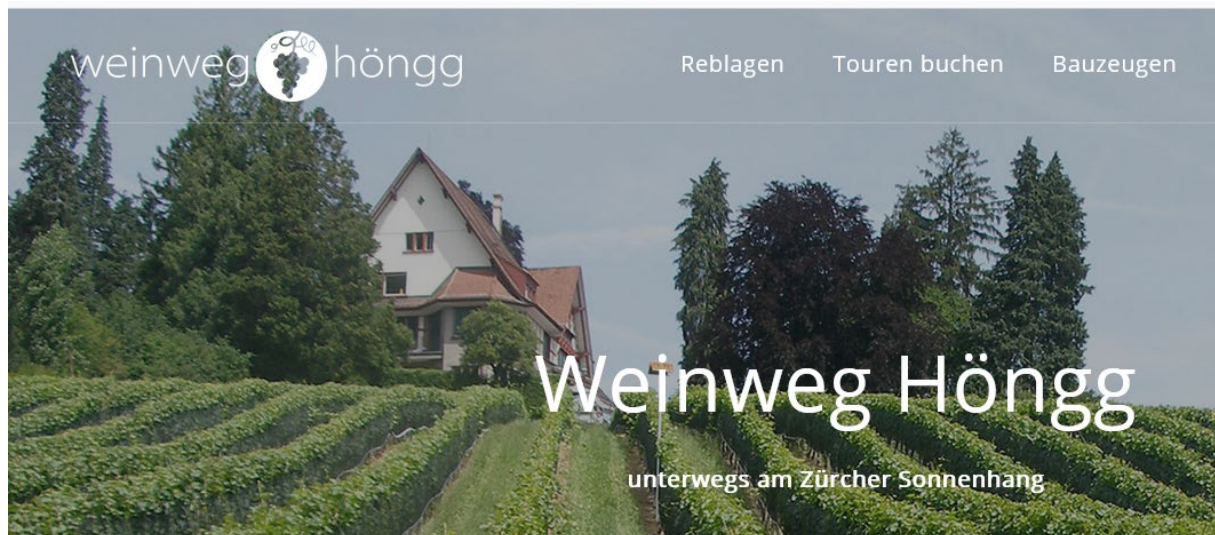 weinweg höngg
Reblagen Touren buchen Bauzeugen
Weinweg Höngg
unterwegs am Zürcher Sonnenhang